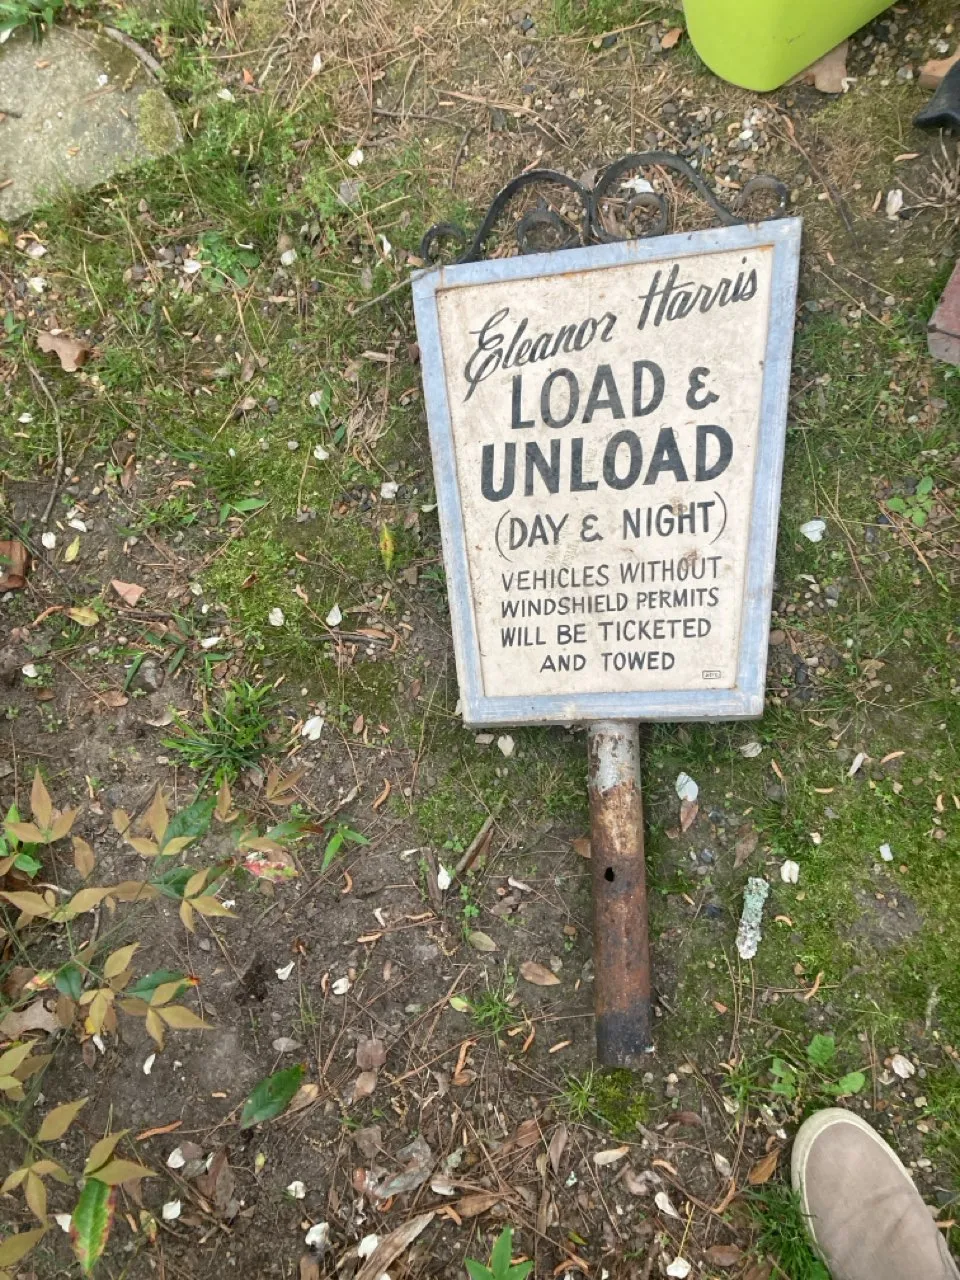 Eleanor Harris
LOAD &
UNLOAD
(DAY & NIGHT)
VEHICLES WITHOUT
WINDSHIELD PERMITS
WILL BE TICKETED
AND TOWED